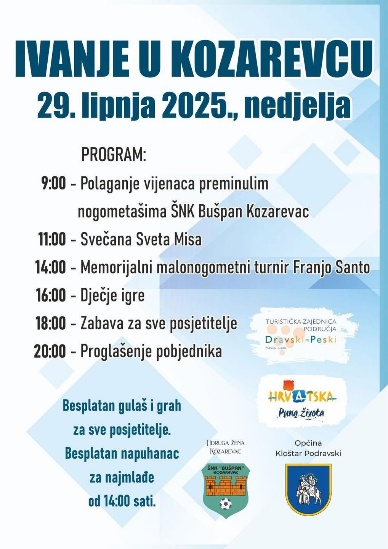 IVANJE U KOZAREVCU
29. lipnja 2025., nedjelja
PROGRAM:
9:00 - Polaganje vijenaca preminulim
nogometašima ŠNK Bušpan Kozarevac
11:00 - Svečana Sveta Misa
14:00 - Memorijalni malonogometni turnir Franjo Santo
16:00 - Dječje igre
18:00 - Zabava za sve posjetitelje
20:00 - Proglašenje pobjednika
TURISTIČKA ZAJEDNICA
PODRUČJA
Dravski Peski
HRVATSKA
Puna života
Besplatan gulaš i grah
za sve posjetitelje.
Besplatan napuhanac
za najmlađe
od 14:00 sati.
UDRUGA ŽENA
KOZAREVAC
ŠNK "BUŠPAN"
Općina
Kloštar Podravski